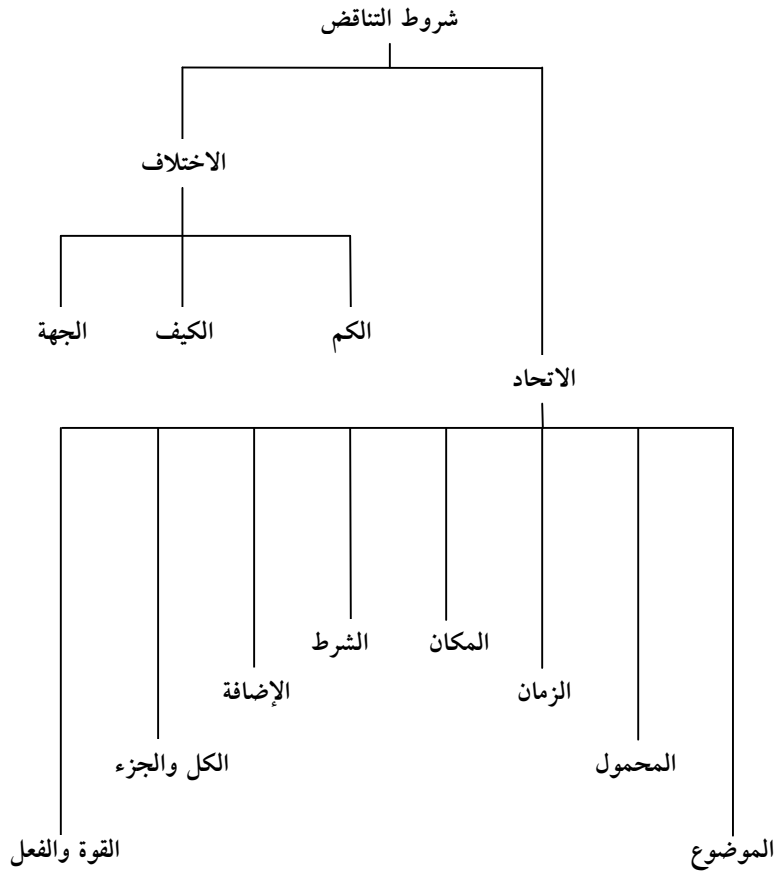 شروط التناقض
الاختلاف
الكم
الكيف
الجهة
الاتحاد
الموضوع
المحمول
الزمان
المكان
الشرط
الإضافة
الكل والجزء
القوة والفعل